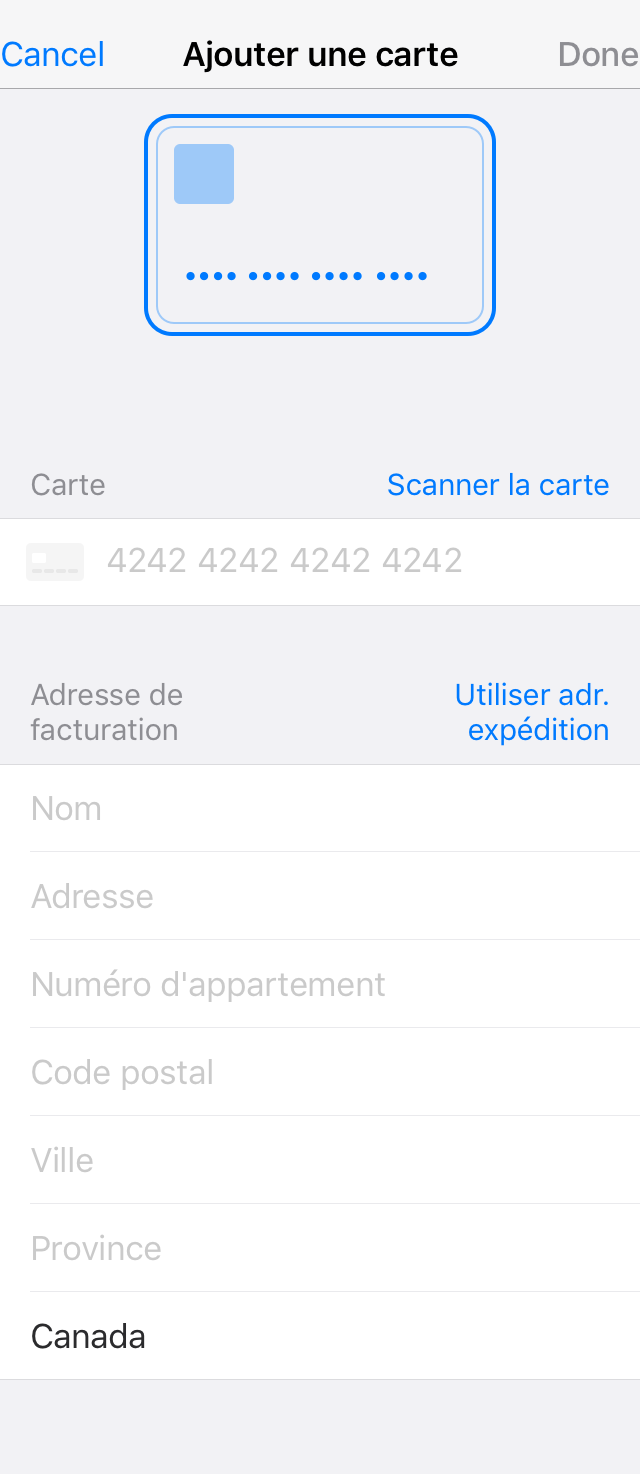 Cancel Ajouter une carte Done
•••• •••• •••• ••••
Carte Scanner la carte
4242 4242 4242 4242
Adresse de facturation
Utiliser adr. expédition
Nom
Adresse
Numéro d'appartement
Code postal
Ville
Province
Canada